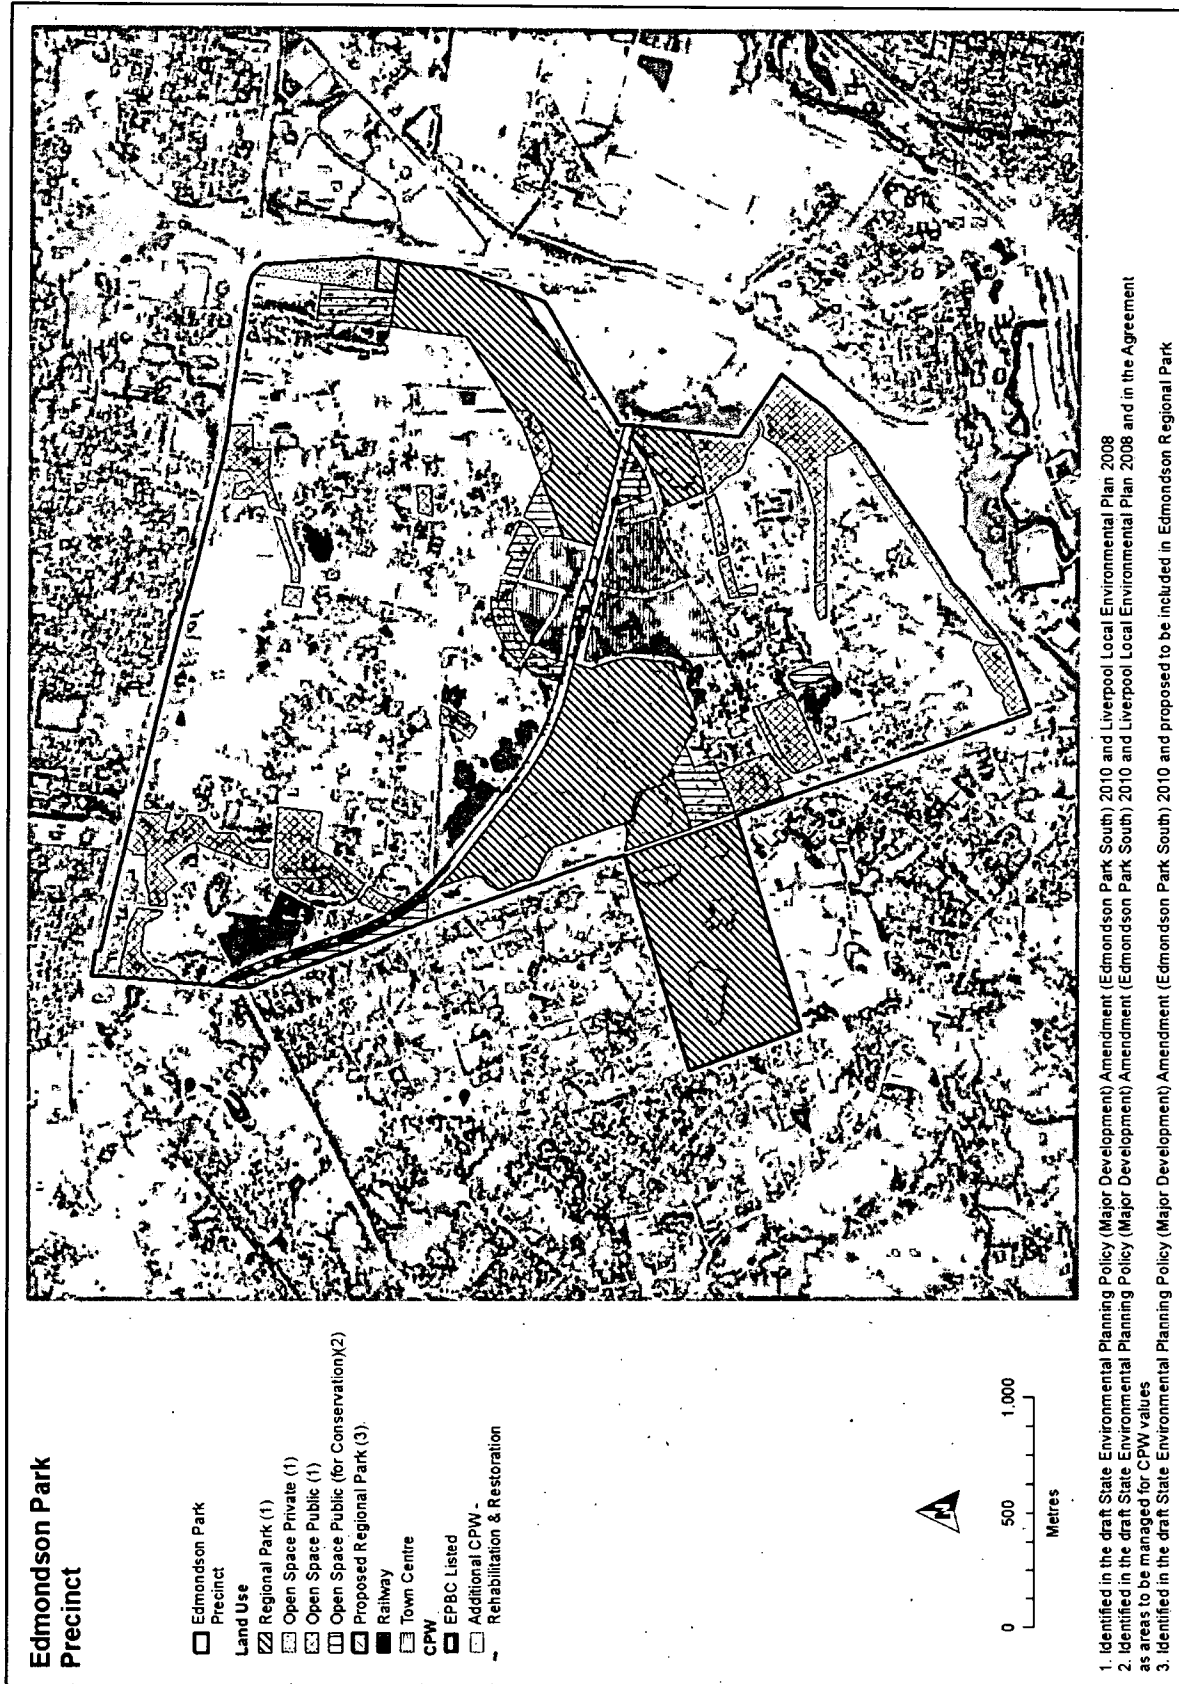 Edmondson Park
Precinct
Edmondson Park
Precinct
Land Use
Regional Park (1)
Open Space Private (1)
Open Space Public (1)
Open Space Public (for Conservation)(2)
Proposed Regional Park (3)
Railway
Town Centre
CPW
EPBC Listed
Additional CPW -
Rehabilitation & Restoration
N
0 500 1,000
Metres
1. Identified in the draft State Environmental Planning Policy (Major Development) Amendment (Edmondson Park South) 2010 and Liverpool Local Environmental Plan 2008
2. Identified in the draft State Environmental Planning Policy (Major Development) Amendment (Edmondson Park South) 2010 and Liverpool Local Environmental Plan 2008 and in the Agreement
as areas to be managed for CPW values
3. Identified in the draft State Environmental Planning Policy (Major Development) Amendment (Edmondson Park South) 2010 and proposed to be included in Edmondson Regional Park